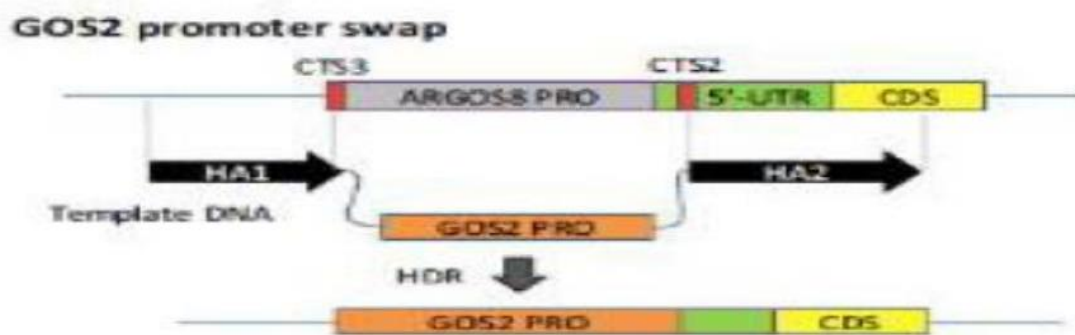 GOS2 promoter swap
CTS3 CTS2
ARGOS8 PRO 5'-UTR CDS
HA1 HA2
Template DNA
GOS2 PRO
HDR
GOS2 PRO CDS